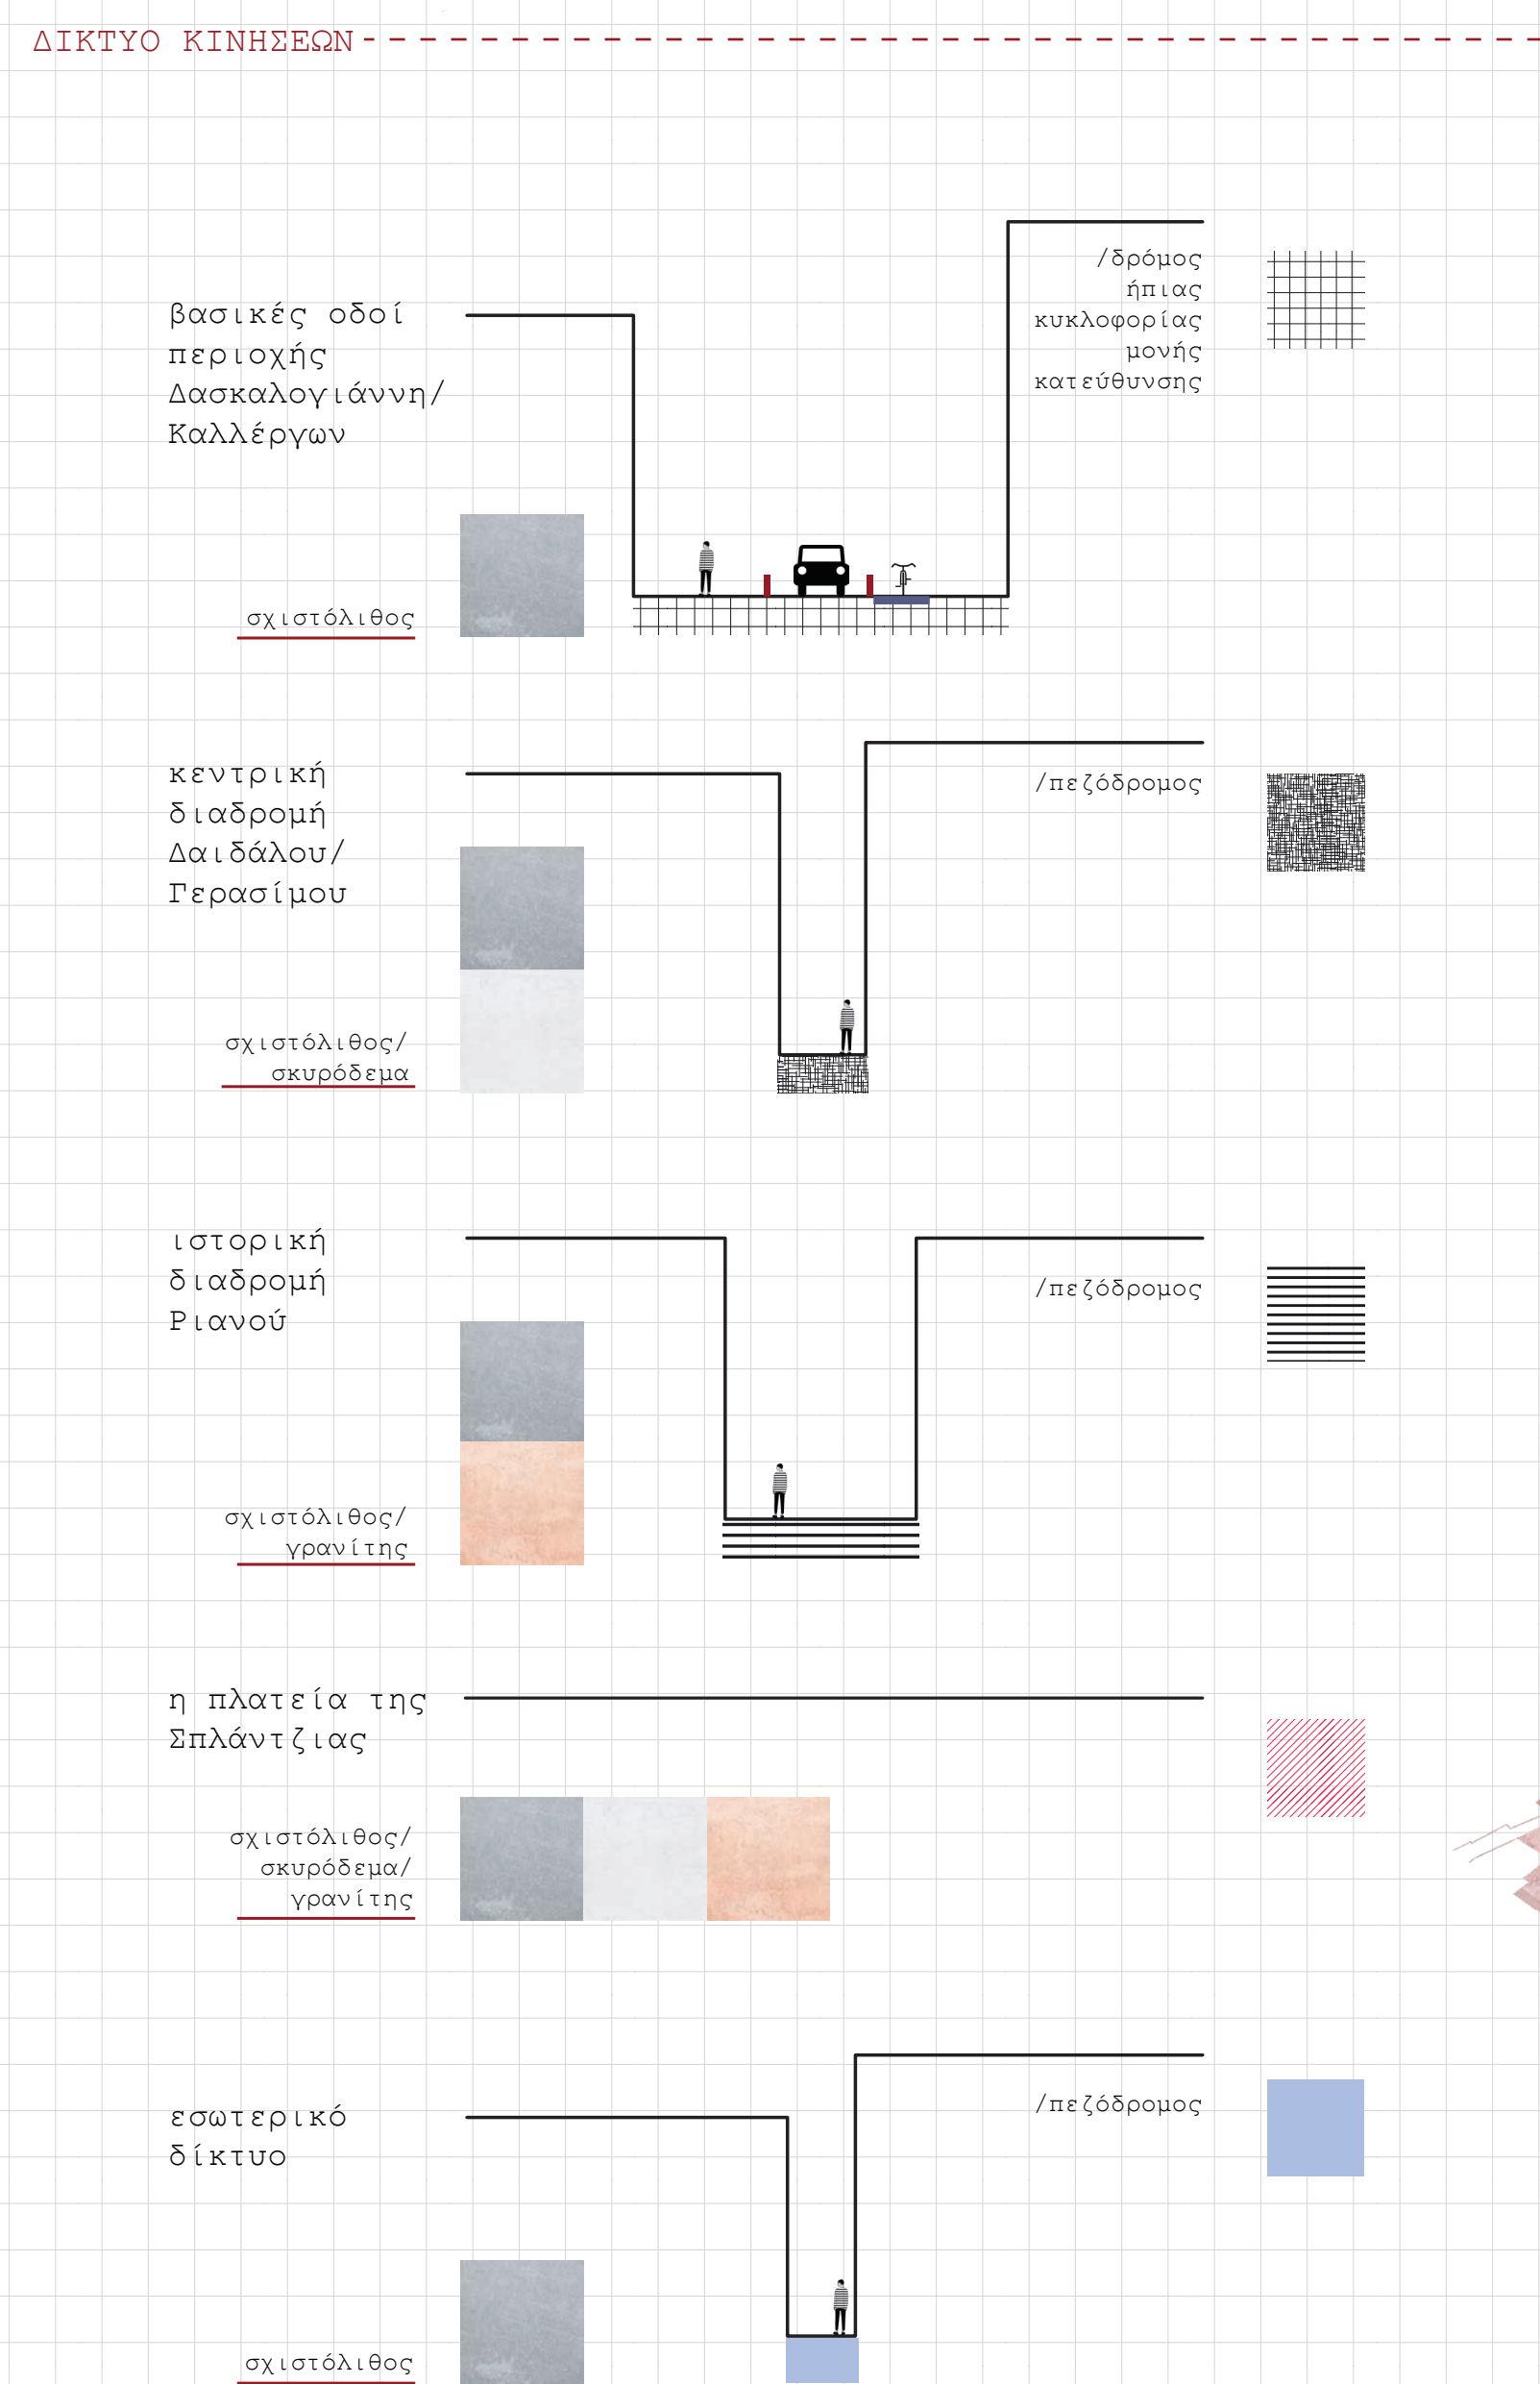 ΔΙΚΤΥΟ ΚΙΝΗΣΕΩΝ
βασικές οδοί
περιοχής
Δασκαλογιάννη/
Καλλέργων
/δρόμος
ήπιας
κυκλοφορίας
μονής
κατεύθυνσης
σχιστόλιθος
κεντρική
διαδρομή
Δαιδάλου/
Γερασίμου
/πεζόδρομος
σχιστόλιθος/
σκυρόδεμα
ιστορική
διαδρομή
Ριανού
/πεζόδρομος
σχιστόλιθος/
γρανίτης
η πλατεία της
Σπλάντζιας
σχιστόλιθος/
σκυρόδεμα/
γρανίτης
εσωτερικό
δίκτυο
/πεζόδρομος
σχιστόλιθος